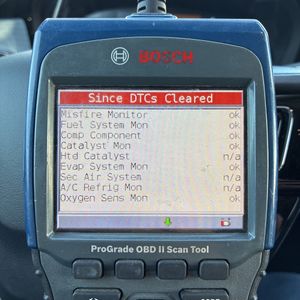 BOSCH
Since DTCs Cleared
Misfire Monitor ok
Fuel System Mon ok
Comp Component ok
Catalyst Mon ok
Htd Catalyst n/a
Evap System Mon ok
Sec Air System n/a
A/C Refrig Mon n/a
Oxygen Sens Mon ok
ProGrade OBD II Scan Tool